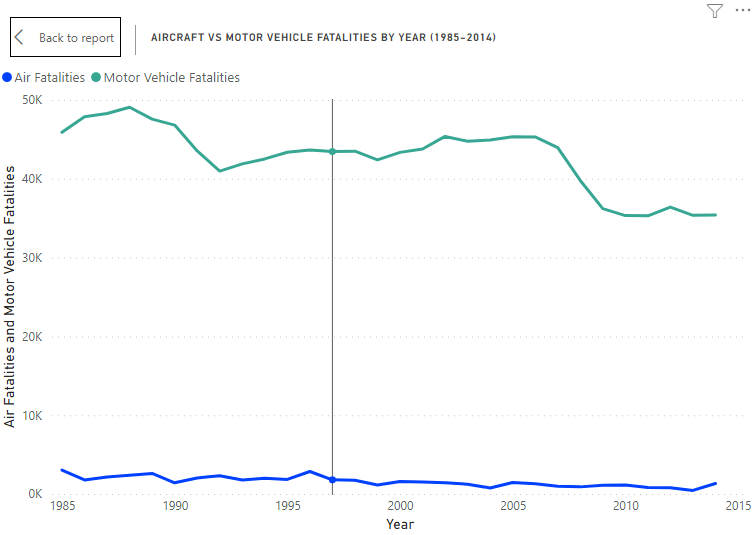 Back to report
AIRCRAFT VS MOTOR VEHICLE FATALITIES BY YEAR (1985-2014)
Air Fatalities Motor Vehicle Fatalities
Air Fatalities and Motor Vehicle Fatalities
50K
40K
30K
20K
10K
0K
1985 1990 1995 2000 2005 2010 2015
Year